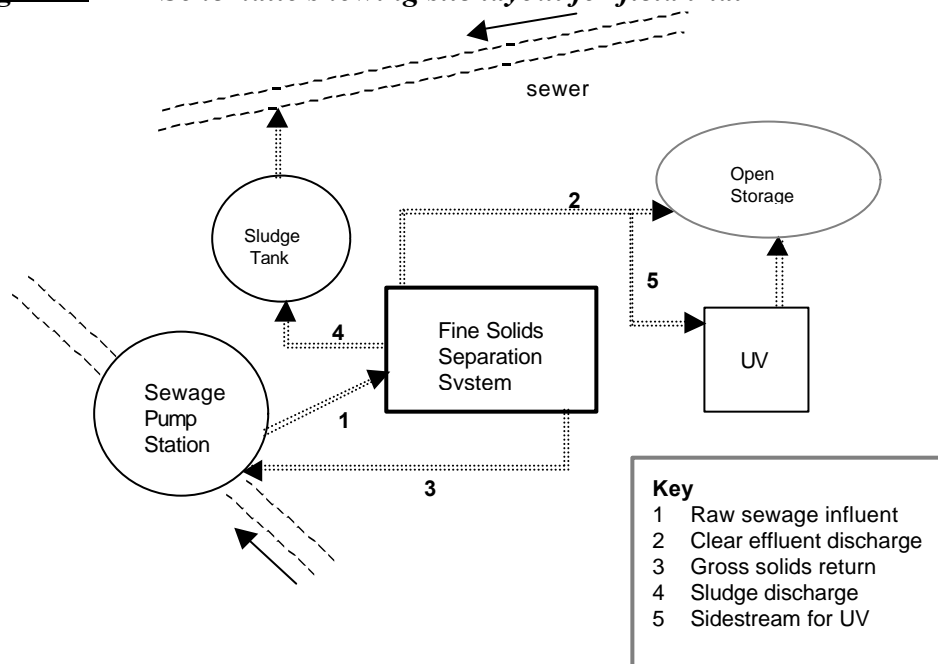 sewer
Open
Storage
2
Sludge
Tank
5
4
Fine Solids
Separation
System
UV
Sewage
Pump
Station
1
3
Key
1 Raw sewage influent
2 Clear effluent discharge
3 Gross solids return
4 Sludge discharge
5 Sidestream for UV